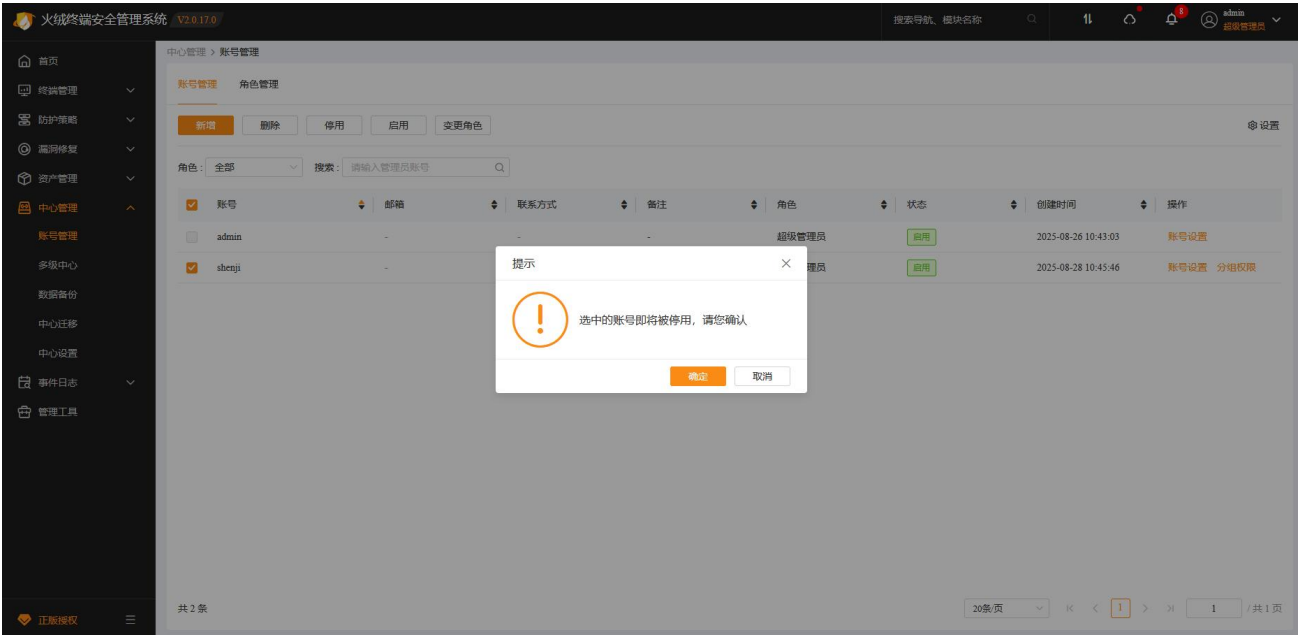 火绒终端安全管理系统 V2.0.17.0 搜索导航、模块名称 8 admin
超级管理员
首页
终端管理
防护策略
漏洞修复
资产管理
中心管理
账号管理
多级中心
数据备份
中心迁移
中心设置
事件日志
管理工具
正版授权
中心管理 > 账号管理
账号管理 角色管理
新增 删除 停用 启用 变更角色 设置
角色: 全部 搜索: 请输入管理员账号
账号 邮箱 联系方式 备注 角色 状态 创建时间 操作
admin - - - 超级管理员 启用 2025-08-26 10:43:03 账号设置
shenji - 理员 启用 2025-08-28 10:45:46 账号设置 分组权限
提示
选中的账号即将被停用，请您确认
确定 取消
共 2 条 20条/页 1 1 /共 1 页